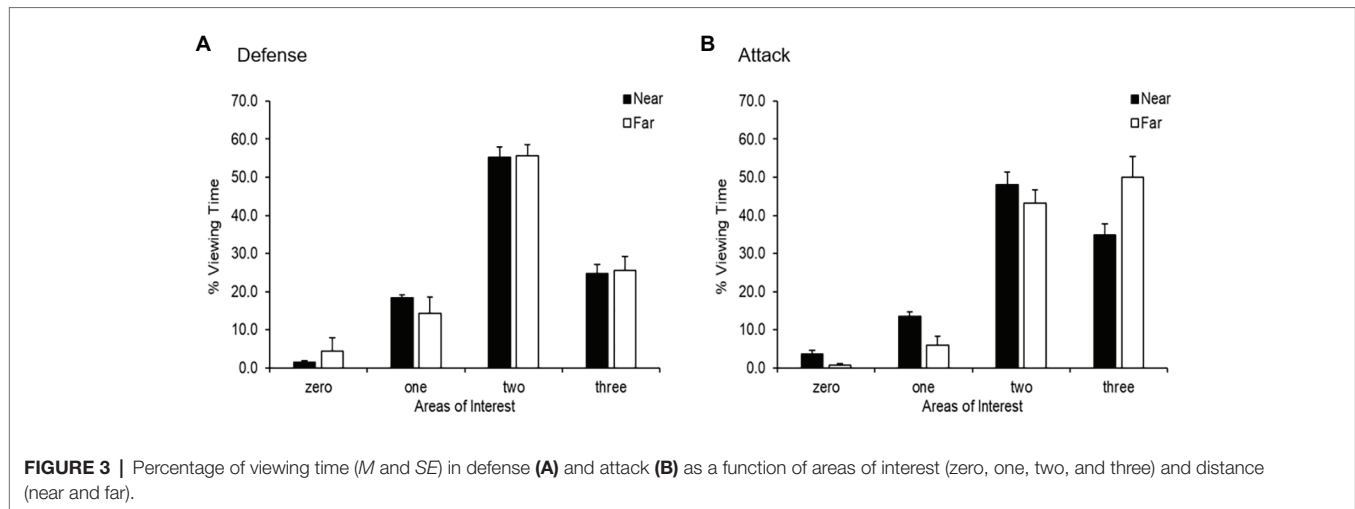 A
Defense
Near
Far
70.0
60.0
50.0
40.0
30.0
20.0
10.0
0.0
% Viewing Time
zero one two three
Areas of Interest
B
Attack
Near
Far
70.0
60.0
50.0
40.0
30.0
20.0
10.0
0.0
% Viewing Time
zero one two three
Areas of Interest
FIGURE 3 | Percentage of viewing time (M and SE) in defense (A) and attack (B) as a function of areas of interest (zero, one, two, and three) and distance
(near and far).